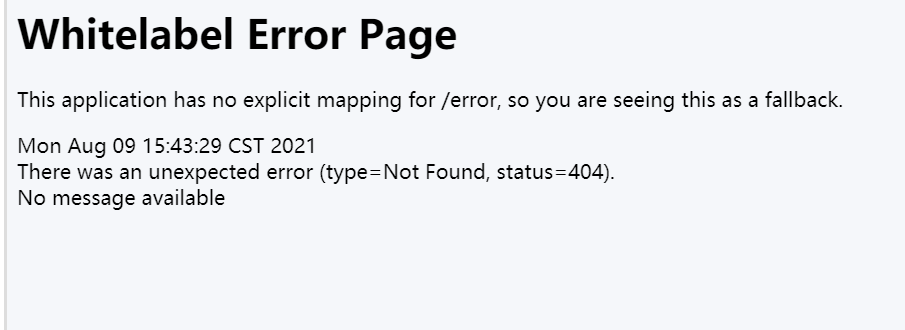 Whitelabel Error Page
This application has no explicit mapping for /error, so you are seeing this as a fallback.
Mon Aug 09 15:43:29 CST 2021
There was an unexpected error (type=Not Found, status=404).
No message available